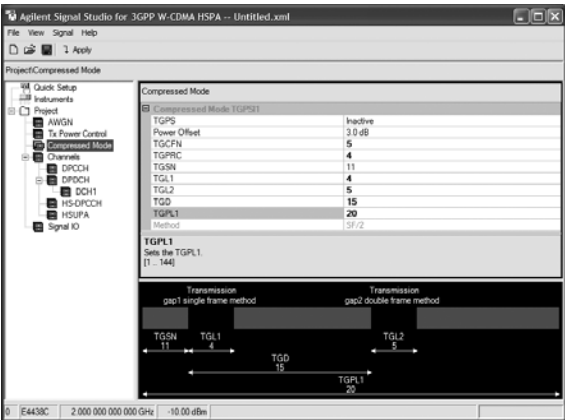 Agilent Signal Studio for 3GPP W-CDMA HSPA -- Untitled.xml
File View Signal Help
Apply
Project\Compressed Mode
Quick Setup
Instruments
Project
AWGN
Tx Power Control
Compressed Mode
Channels
DPCCH
DPDCH
DCH1
HS-DPCCH
HSUPA
Signal IO
Compressed Mode
Compressed Mode TGPSI1
TGPS Inactive
Power Offset 3.0 dB
TGCFN 5
TGPRC 4
TGSN 11
TGL1 4
TGL2 5
TGD 15
TGPL1 20
Method SF/2
TGPL1
Sets the TGPL1.
[1 .. 144]
Transmission Transmission
gap1 single frame method gap2 double frame method
TGSN TGL1 TGL2
11 4 5
TGD
15
TGPL1
20
0 E4438C 2.000 000 000 000 GHz -10.00 dBm